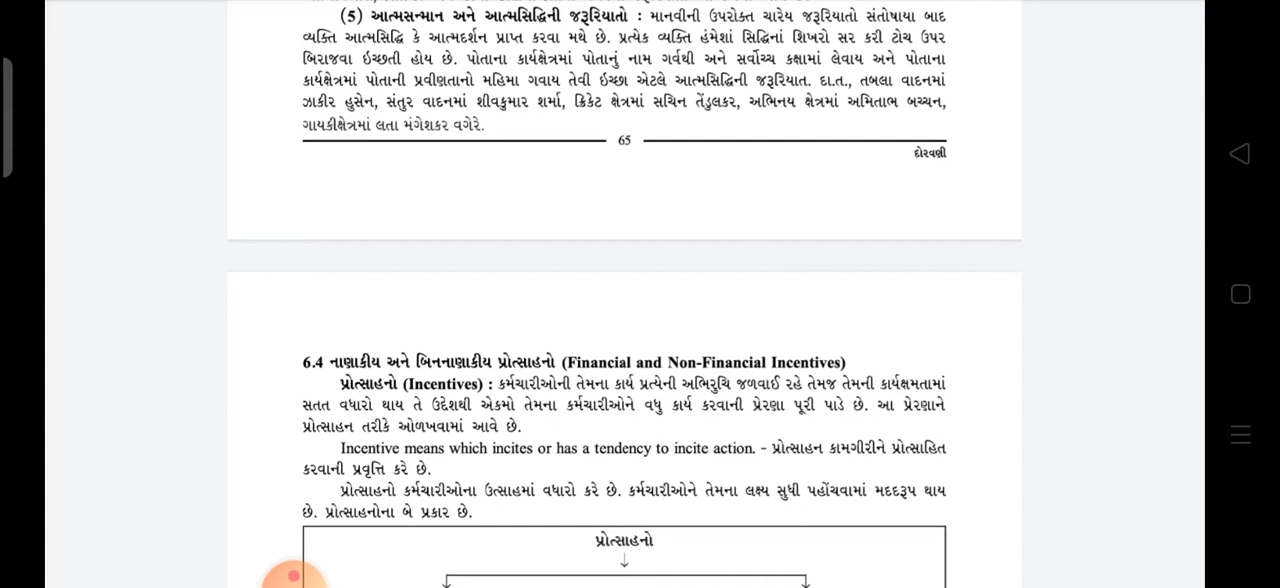 (5) આત્મસન્માન અને આત્મસિદ્ધિની જરૂરિયાતો : માનવીની ઉપરોક્ત ચારેય જરૂરિયાતો સંતોષાયા બાદ
વ્યક્તિ આત્મસિદ્ધિ કે આત્મદર્શન પ્રાપ્ત કરવા મથે છે. પ્રત્યેક વ્યક્તિ હંમેશાં સિદ્ધિનાં શિખરો સર કરી ટોચ ઉપર
બિરાજવા ઇચ્છતી હોય છે. પોતાના કાર્યક્ષેત્રમાં પોતાનું નામ ગર્વથી અને સર્વોચ્ચ કક્ષામાં લેવાય અને પોતાના
કાર્યક્ષેત્રમાં પોતાની પ્રવીણતાનો મહિમા ગવાય તેવી ઇચ્છા એટલે આત્મસિદ્ધિની જરૂરિયાત. દા.ત., તબલા વાદનમાં
ઝાકીર હુસેન, સંતુર વાદનમાં શીવકુમાર શર્મા, ક્રિકેટ ક્ષેત્રમાં સચિન તેંડુલકર, અભિનય ક્ષેત્રમાં અમિતાભ બચ્ચન,
ગાયકીક્ષેત્રમાં લતા મંગેશકર વગેરે.
65
દોરવણી
6.4 નાણાકીય અને બિનનાણાકીય પ્રોત્સાહનો (Financial and Non-Financial Incentives)
પ્રોત્સાહનો (Incentives) : કર્મચારીઓની તેમના કાર્ય પ્રત્યેની અભિરુચિ જળવાઈ રહે તેમજ તેમની કાર્યક્ષમતામાં
સતત વધારો થાય તે ઉદેશથી એકમો તેમના કર્મચારીઓને વધુ કાર્ય કરવાની પ્રેરણા પૂરી પાડે છે. આ પ્રેરણાને
પ્રોત્સાહન તરીકે ઓળખવામાં આવે છે.
Incentive means which incites or has a tendency to incite action. – પ્રોત્સાહન કામગીરીને પ્રોત્સાહિત
કરવાની પ્રવૃત્તિ કરે છે.
પ્રોત્સાહનો કર્મચારીઓના ઉત્સાહમાં વધારો કરે છે. કર્મચારીઓને તેમના લક્ષ્ય સુધી પહોંચવામાં મદદરૂપ થાય
છે. પ્રોત્સાહનોના બે પ્રકાર છે.
પ્રોત્સાહનો